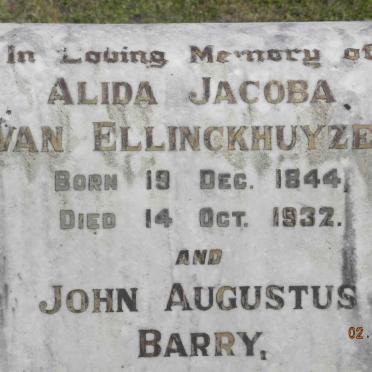 In Loving Memory of
ALIDA JACOBA
VAN ELLINCKHUYZE
BORN 19 DEC. 1844,
DIED 14 OCT. 1932.
AND
JOHN AUGUSTUS
BARRY,
02.